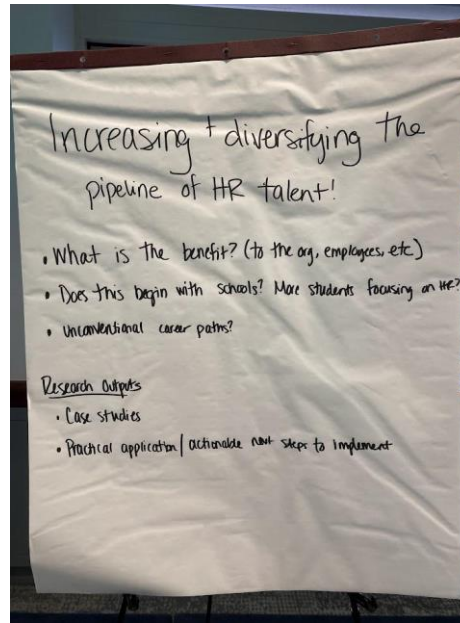 Increasing + diversifying the
pipeline of HR talent!
• What is the benefit? (to the org, employees, etc)
• Does this begin with schools? More students focusing on HR?
• Unconventional career paths?
Research Outputs
• Case studies
• Practical application / actionable next steps to implement